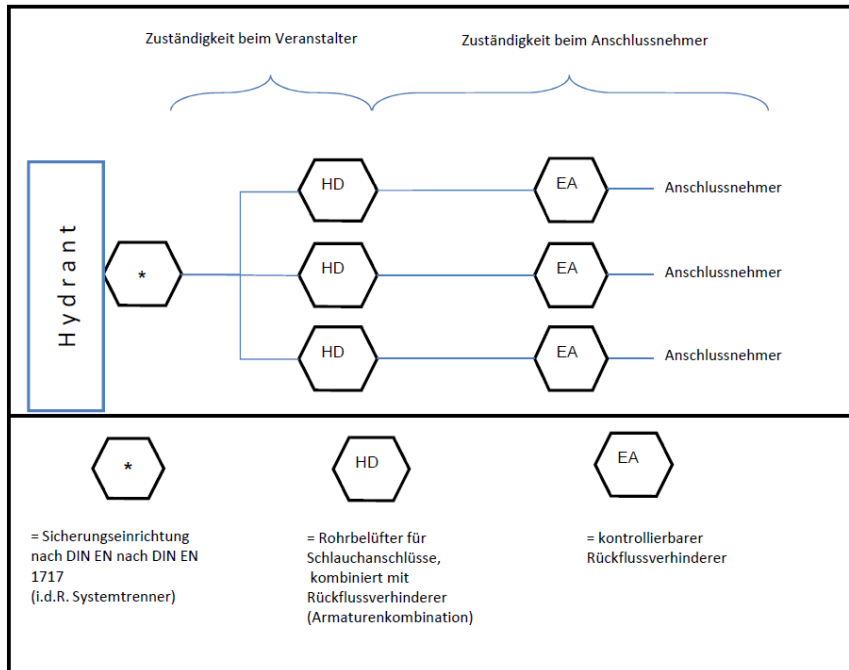 Zuständigkeit beim Veranstalter
Zuständigkeit beim Anschlussnehmer
Hydrant
*
HD
EA
Anschlussnehmer
HD
EA
Anschlussnehmer
HD
EA
Anschlussnehmer
*
= Sicherungseinrichtung
nach DIN EN nach DIN EN
1717
(i.d.R. Systemtrenner)
HD
= Rohrbelüfter für
Schlauchanschlüsse,
kombiniert mit
Rückflussverhinderer
(Armaturenkombination)
EA
= kontrollierbarer
Rückflussverhinderer